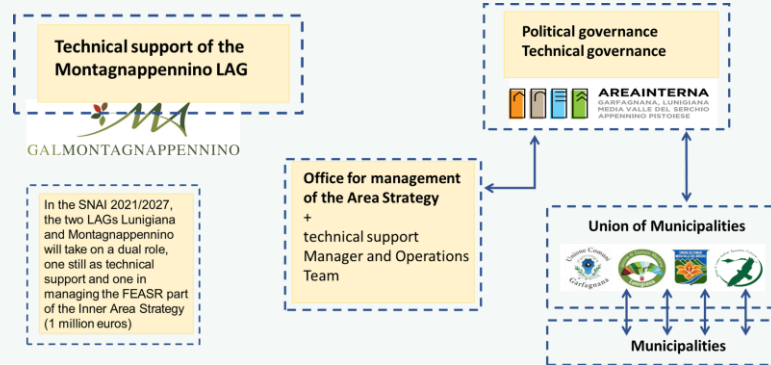 Technical support of the
Montagnappennino LAG
GALMONTAGNAPPENNINO
In the SNAI 2021/2027,
the two LAGs Lunigiana
and Montagnappennino
will take on a dual role,
one still as technical
support and one in
managing the FEASR part
of the Inner Area Strategy
(1 million euros)
Political governance
Technical governance
AREAINTERNA
GARFAGNANA, LUNIGIANA
MEDIA VALLE DEL SERCHIO
APPENNINO PISTOIESE
Office for management
of the Area Strategy
+
technical support
Manager and Operations
Team
Union of Municipalities
Unione Comuni
Garfagnana
Municipalities